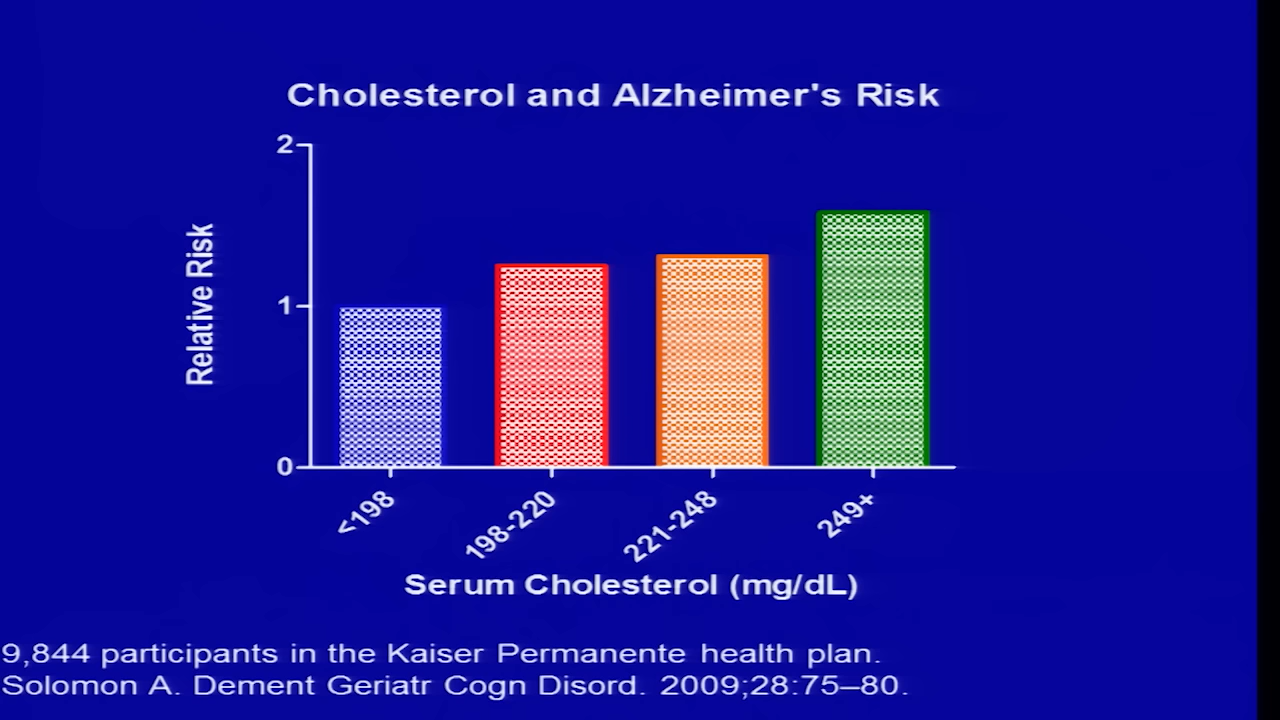 Cholesterol and Alzheimer's Risk
2
1
0
Relative Risk
<198
198-220
221-248
249+
Serum Cholesterol (mg/dL)
9,844 participants in the Kaiser Permanente health plan.
Solomon A. Dement Geriatr Cogn Disord. 2009;28:75–80.